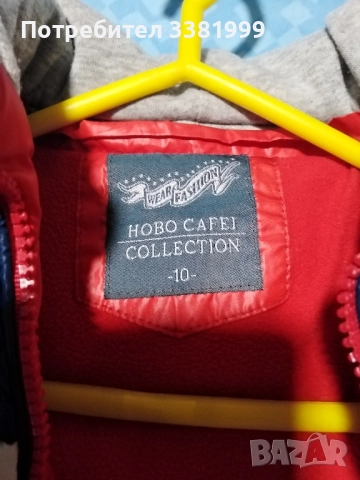 Потребител 3381999
WEAR FASHION
HOBO CAFEI
COLLECTION
-10-
BAZAR